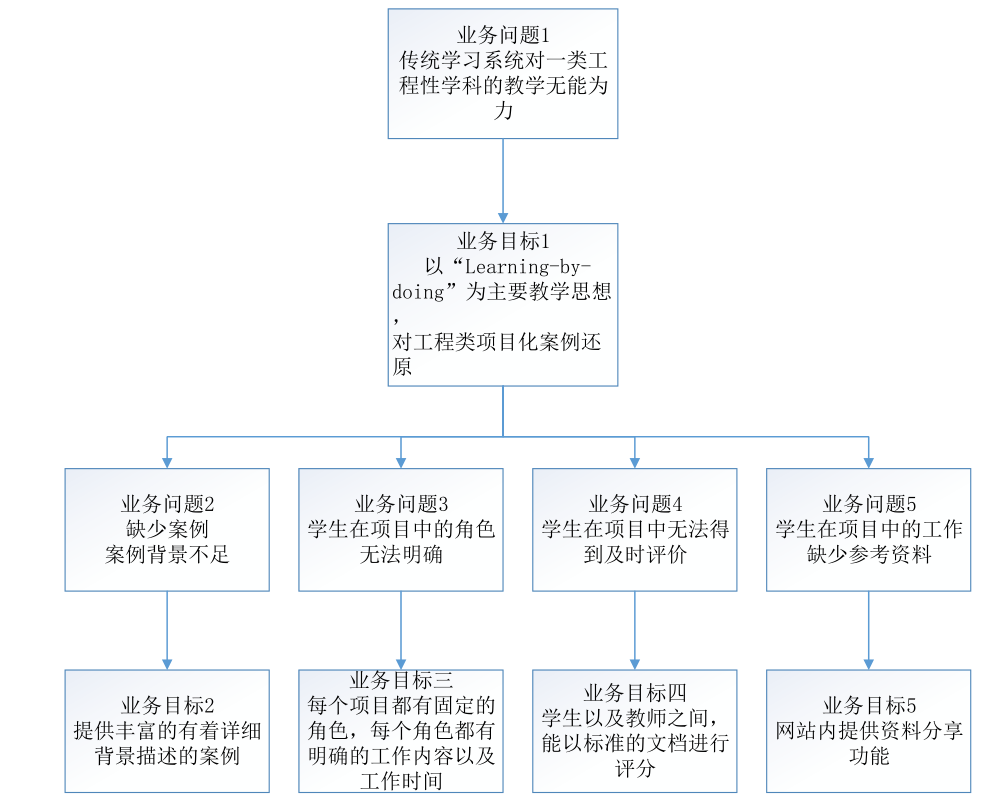 业务问题1
传统学习系统对一类工
程性学科的教学无能为
力
业务目标1
以“Learning-by-
doing”为主要教学思想
，
对工程类项目化案例还
原
业务问题2
缺少案例
案例背景不足
业务问题3
学生在项目中的角色
无法明确
业务问题4
学生在项目中无法得
到及时评价
业务问题5
学生在项目中的工作
缺少参考资料
业务目标2
提供丰富的有着详细
背景描述的案例
业务目标三
每个项目都有固定的
角色，每个角色都有
明确的工作内容以及
工作时间
业务目标四
学生以及教师之间，
能以标准的文档进行
评分
业务目标5
网站内提供资料分享
功能